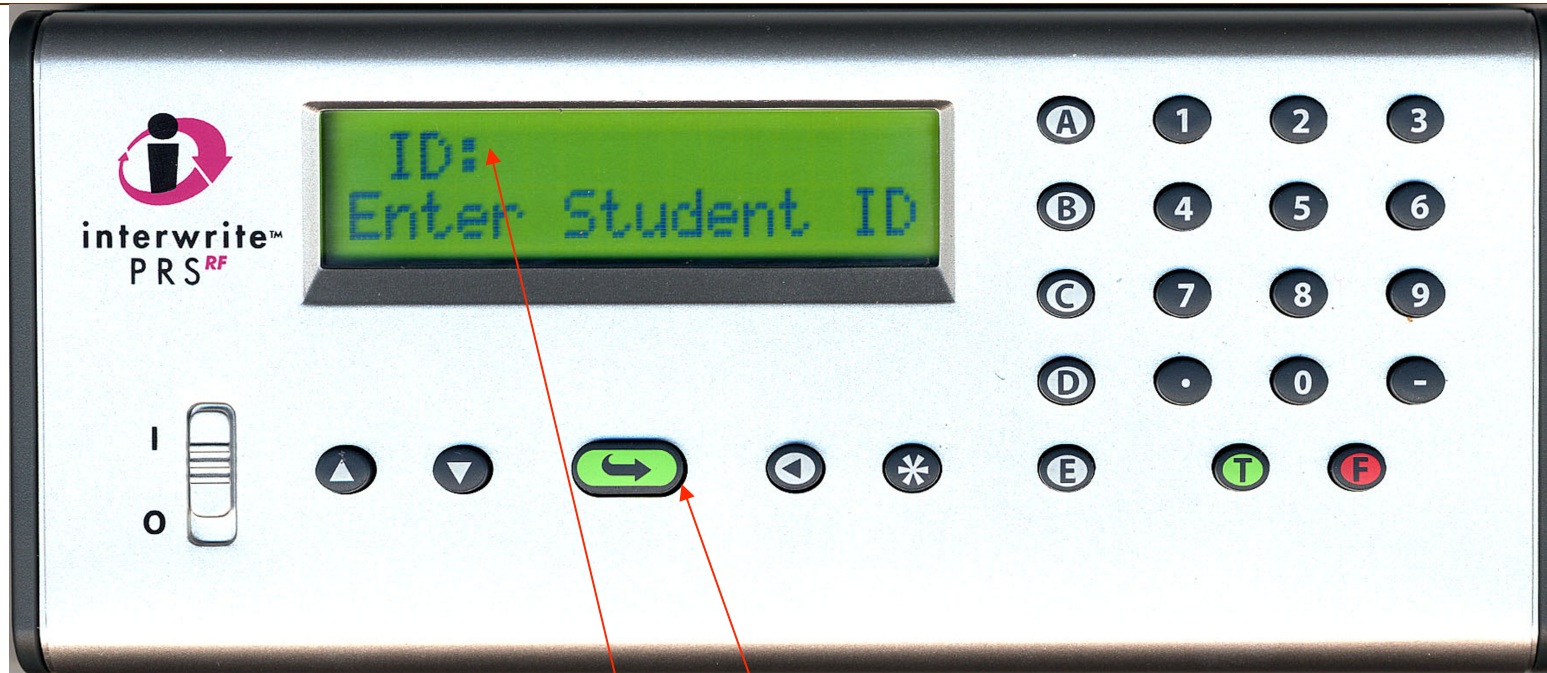 ID:
Enter Student ID
interwrite™
PRS RF
I
O
A 1 2 3
B 4 5 6
C 7 8 9
D . 0 -
* E T F